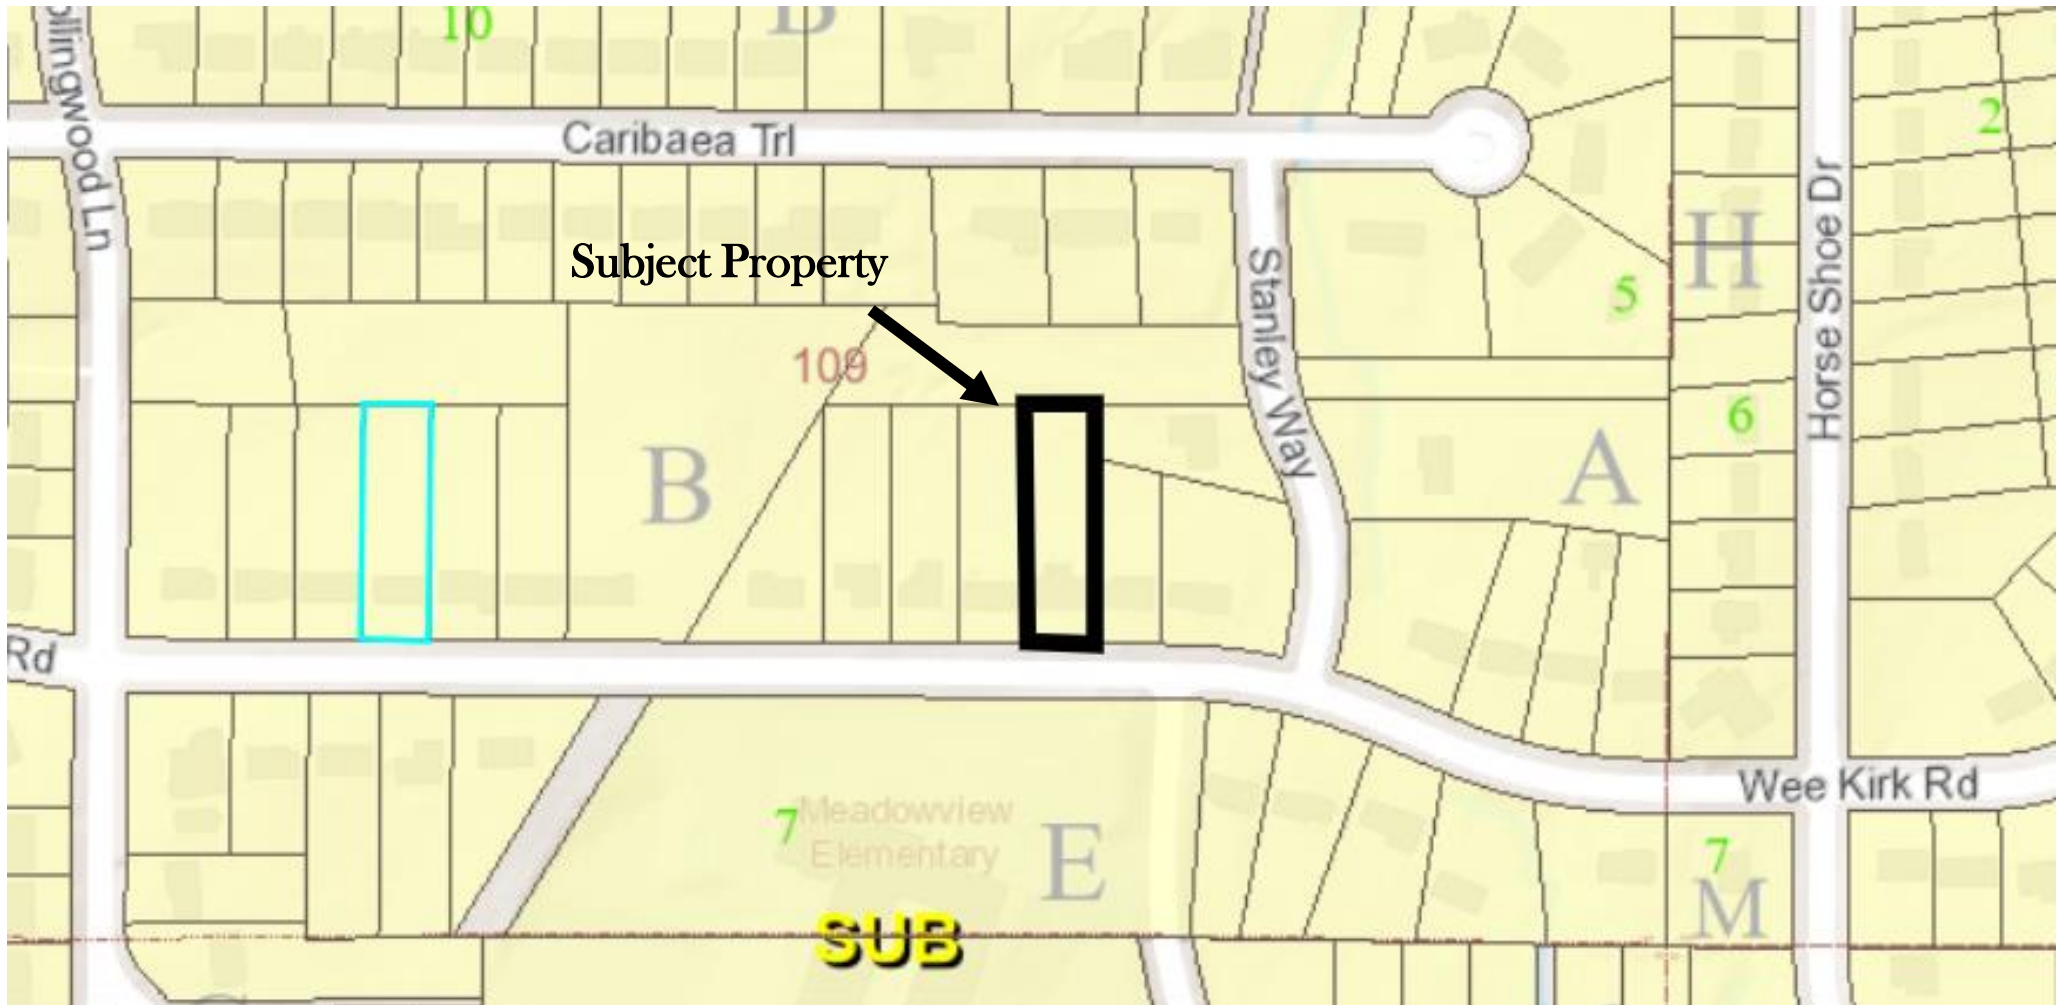 10
B
Caribaea Trl
2
Subject Property
H
Horse Shoe Dr
Stanley Way
5
109
6
B
A
Rd
Wee Kirk Rd
7
Meadowview
Elementary
E
7
M
SUB